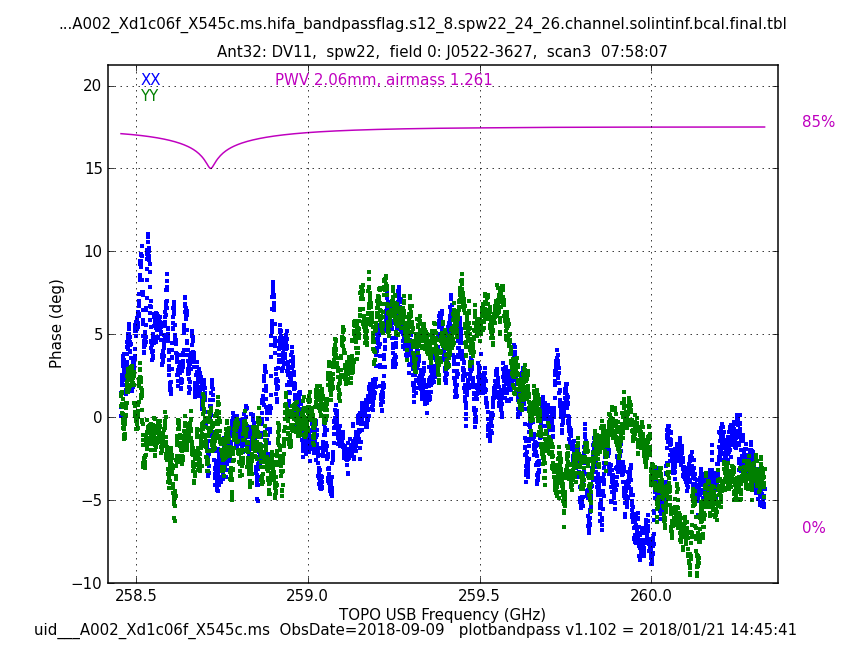 ...A002_Xd1c06f_X545c.ms.hifa_bandpassflag.s12_8.spw22_24_26.channel.solintinf.bcal.final.tbl
Ant32: DV11,  spw22,  field 0: J0522-3627,  scan3  07:58:07
XX
YY
PWV 2.06mm, airmass 1.261
85%
0%
20
15
10
5
0
−5
−10
Phase (deg)
258.5 259.0 259.5 260.0
TOPO USB Frequency (GHz)
uid___A002_Xd1c06f_X545c.ms  ObsDate=2018-09-09   plotbandpass v1.102 = 2018/01/21 14:45:41